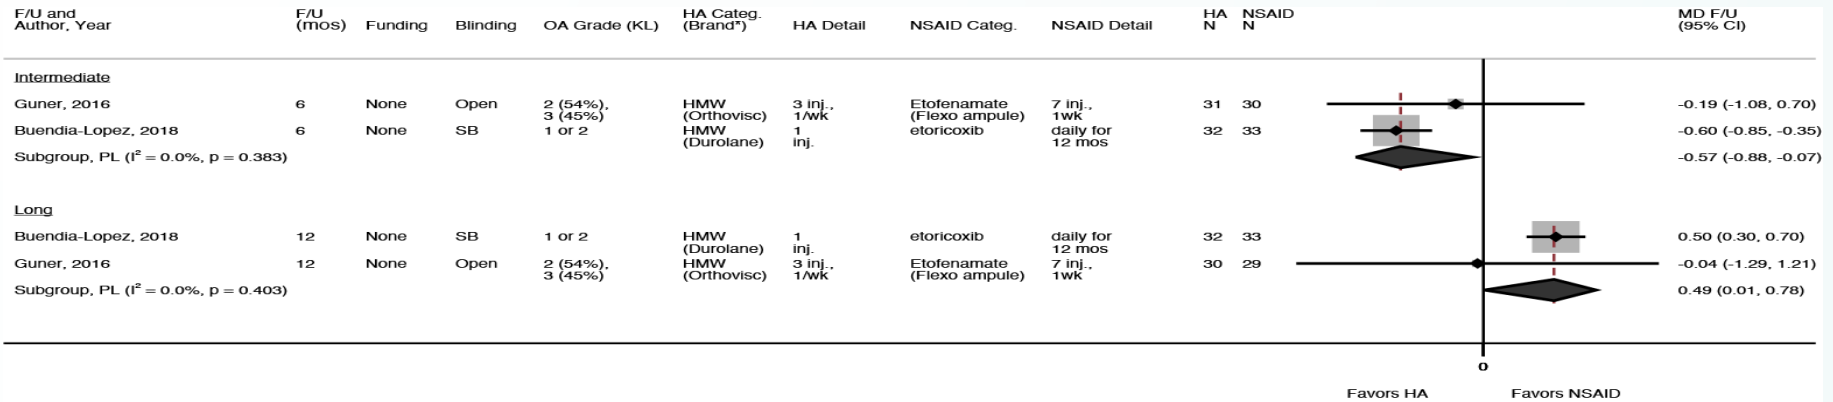 F/U and Author, Year F/U (mos) Funding Blinding OA Grade (KL) HA Categ. (Brand*) HA Detail NSAID Categ. NSAID Detail HA N NSAID N MD F/U (95% CI)
Intermediate
Guner, 2016 6 None Open 2 (54%), 3 (45%) HMW (Orthovisc) 3 inj., 1/wk Etofenamate (Flexo ampule) 7 inj., 1wk 31 30 -0.19 (-1.08, 0.70)
Buendia-Lopez, 2018 6 None SB 1 or 2 HMW (Durolane) 1 inj. etoricoxib daily for 12 mos 32 33 -0.60 (-0.85, -0.35)
Subgroup, PL (I² = 0.0%, p = 0.383) -0.57 (-0.88, -0.07)
Long
Buendia-Lopez, 2018 12 None SB 1 or 2 HMW (Durolane) 1 inj. etoricoxib daily for 12 mos 32 33 0.50 (0.30, 0.70)
Guner, 2016 12 None Open 2 (54%), 3 (45%) HMW (Orthovisc) 3 inj., 1/wk Etofenamate (Flexo ampule) 7 inj., 1wk 30 29 -0.04 (-1.29, 1.21)
Subgroup, PL (I² = 0.0%, p = 0.403) 0.49 (0.01, 0.78)
0
Favors HA Favors NSAID